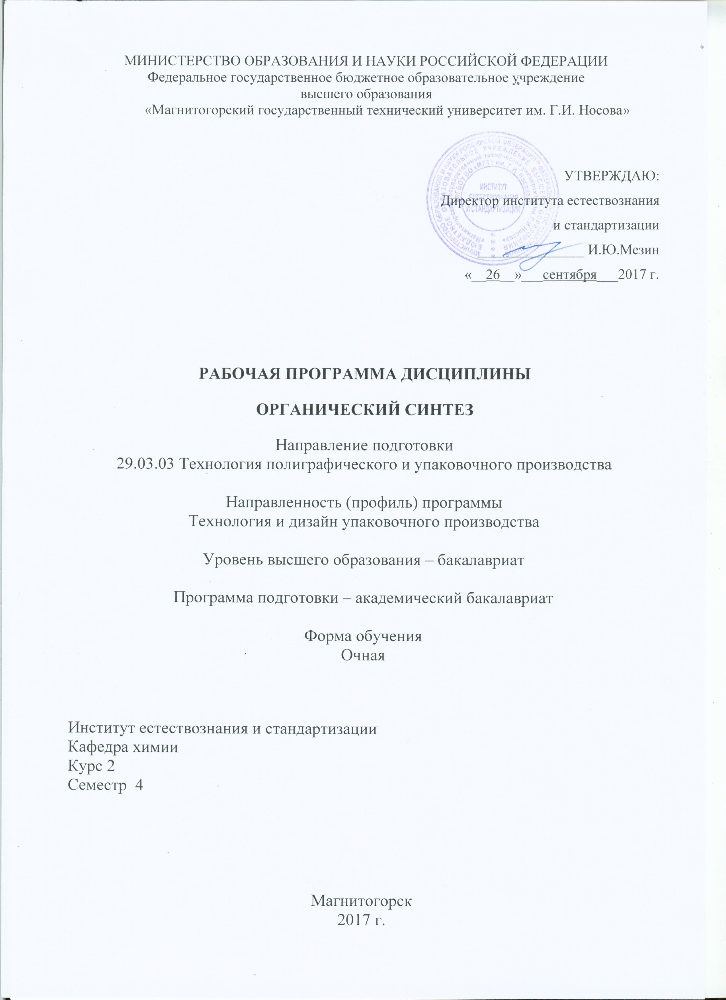 МИНИСТЕРСТВО ОБРАЗОВАНИЯ И НАУКИ РОССИЙСКОЙ ФЕДЕРАЦИИ
Федеральное государственное бюджетное образовательное учреждение
высшего образования
«Магнитогорский государственный технический университет им. Г.И. Носова»
МИНИСТЕРСТВО ОБРАЗОВАНИЯ И НАУКИ РОССИЙСКОЙ ФЕДЕРАЦИИ * ФЕДЕРАЛЬНОЕ ГОСУДАРСТВЕННОЕ
БЮДЖЕТНОЕ ОБРАЗОВАТЕЛЬНОЕ УЧРЕЖДЕНИЕ ВЫСШЕГО ОБРАЗОВАНИЯ
«Магнитогорский государственный технический университет им. Г.И. Носова»
ФГБОУ ВО «МГТУ им. Г.И. Носова»
ИНСТИТУТ
ЕСТЕСТВОЗНАНИЯ
И СТАНДАРТИЗАЦИИ
УТВЕРЖДАЮ:
Директор института естествознания
и стандартизации
_______________ И.Ю.Мезин
«__26__»___сентября___2017 г.
РАБОЧАЯ ПРОГРАММА ДИСЦИПЛИНЫ
ОРГАНИЧЕСКИЙ СИНТЕЗ
Направление подготовки
29.03.03 Технология полиграфического и упаковочного производства
Направленность (профиль) программы
Технология и дизайн упаковочного производства
Уровень высшего образования – бакалавриат
Программа подготовки – академический бакалавриат
Форма обучения
Очная
Институт естествознания и стандартизации
Кафедра химии
Курс 2
Семестр 4
Магнитогорск
2017 г.